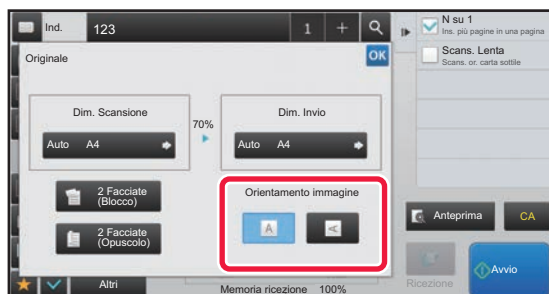 Ind.
123
1
+
Originale
OK
Dim. Scansione
Auto A4
70%
Dim. Invio
Auto A4
2 Facciate
(Blocco)
2 Facciate
(Opuscolo)
Orientamento immagine
A
A
Altri
Memoria ricezione 100%
N su 1
Ins. più pagine in una pagina
Scans. Lenta
Scans. or. carta sottile
Anteprima
CA
Ricezione
Avvio